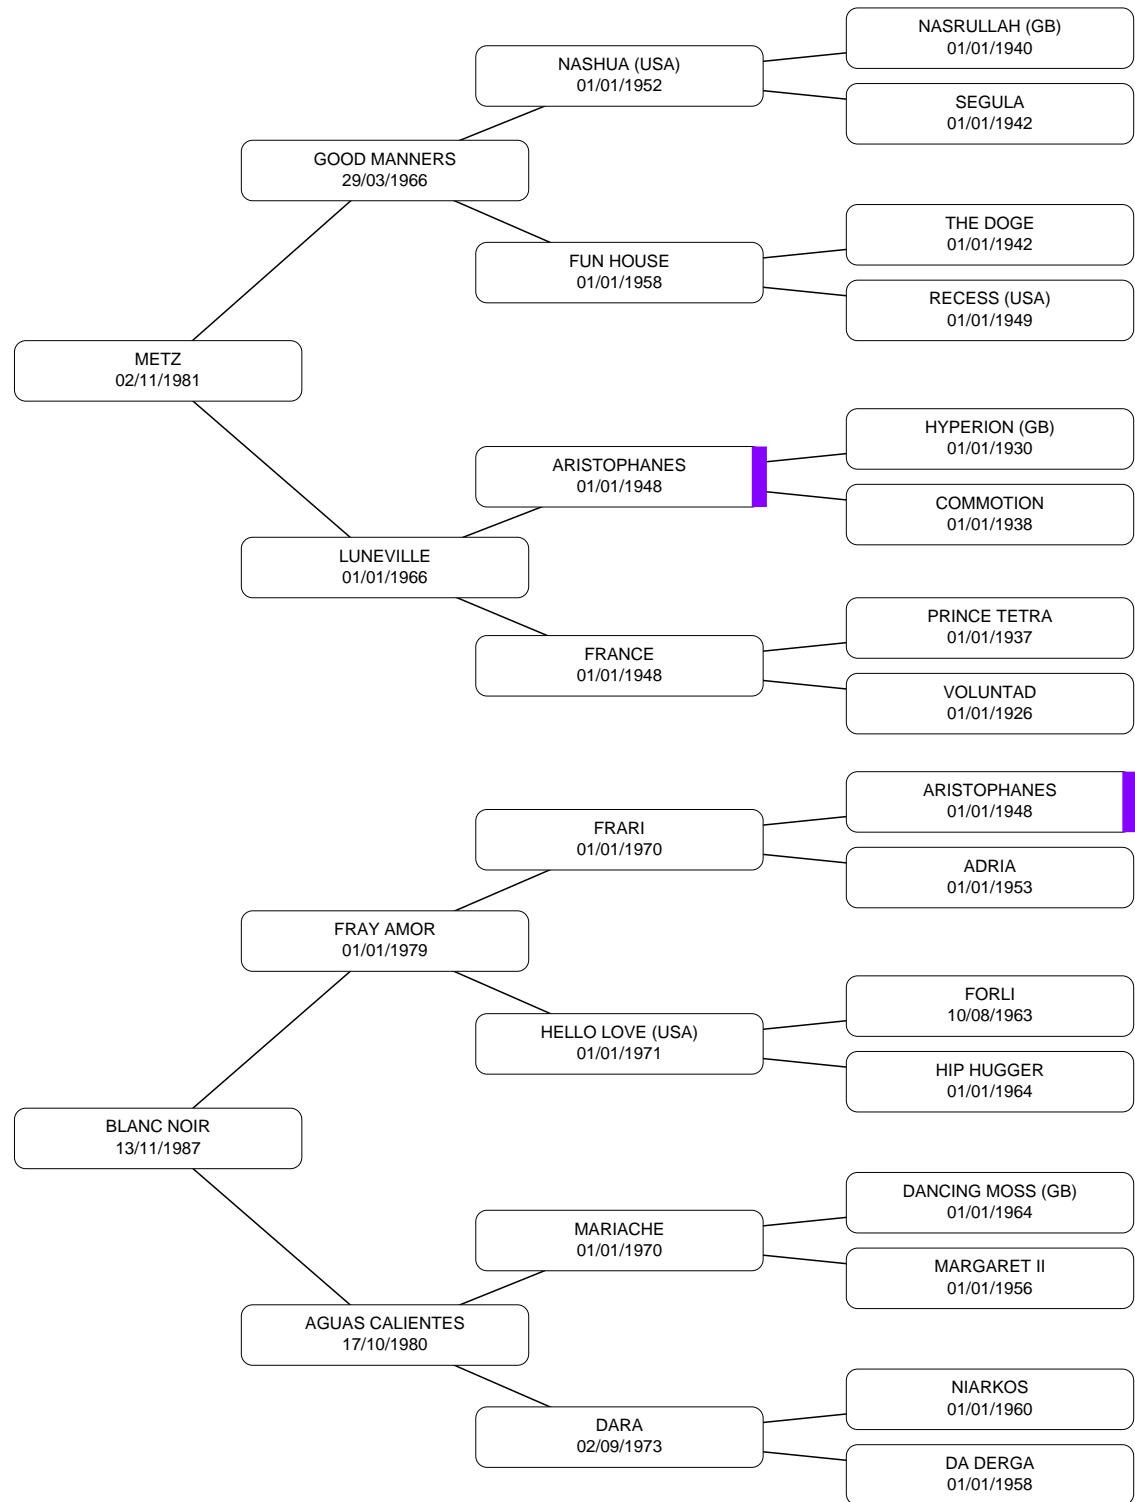 NASRULLAH (GB)
01/01/1940
NASHUA (USA)
01/01/1952
SEGULA
01/01/1942
GOOD MANNERS
29/03/1966
THE DOGE
01/01/1942
FUN HOUSE
01/01/1958
RECESS (USA)
01/01/1949
METZ
02/11/1981
HYPERION (GB)
01/01/1930
ARISTOPHANES
01/01/1948
COMMOTION
01/01/1938
LUNEVILLE
01/01/1966
PRINCE TETRA
01/01/1937
FRANCE
01/01/1948
VOLUNTAD
01/01/1926
ARISTOPHANES
01/01/1948
FRARI
01/01/1970
ADRIA
01/01/1953
FRAY AMOR
01/01/1979
FORLI
10/08/1963
HELLO LOVE (USA)
01/01/1971
HIP HUGGER
01/01/1964
BLANC NOIR
13/11/1987
DANCING MOSS (GB)
01/01/1964
MARIACHE
01/01/1970
MARGARET II
01/01/1956
AGUAS CALIENTES
17/10/1980
NIARKOS
01/01/1960
DARA
02/09/1973
DA DERGA
01/01/1958